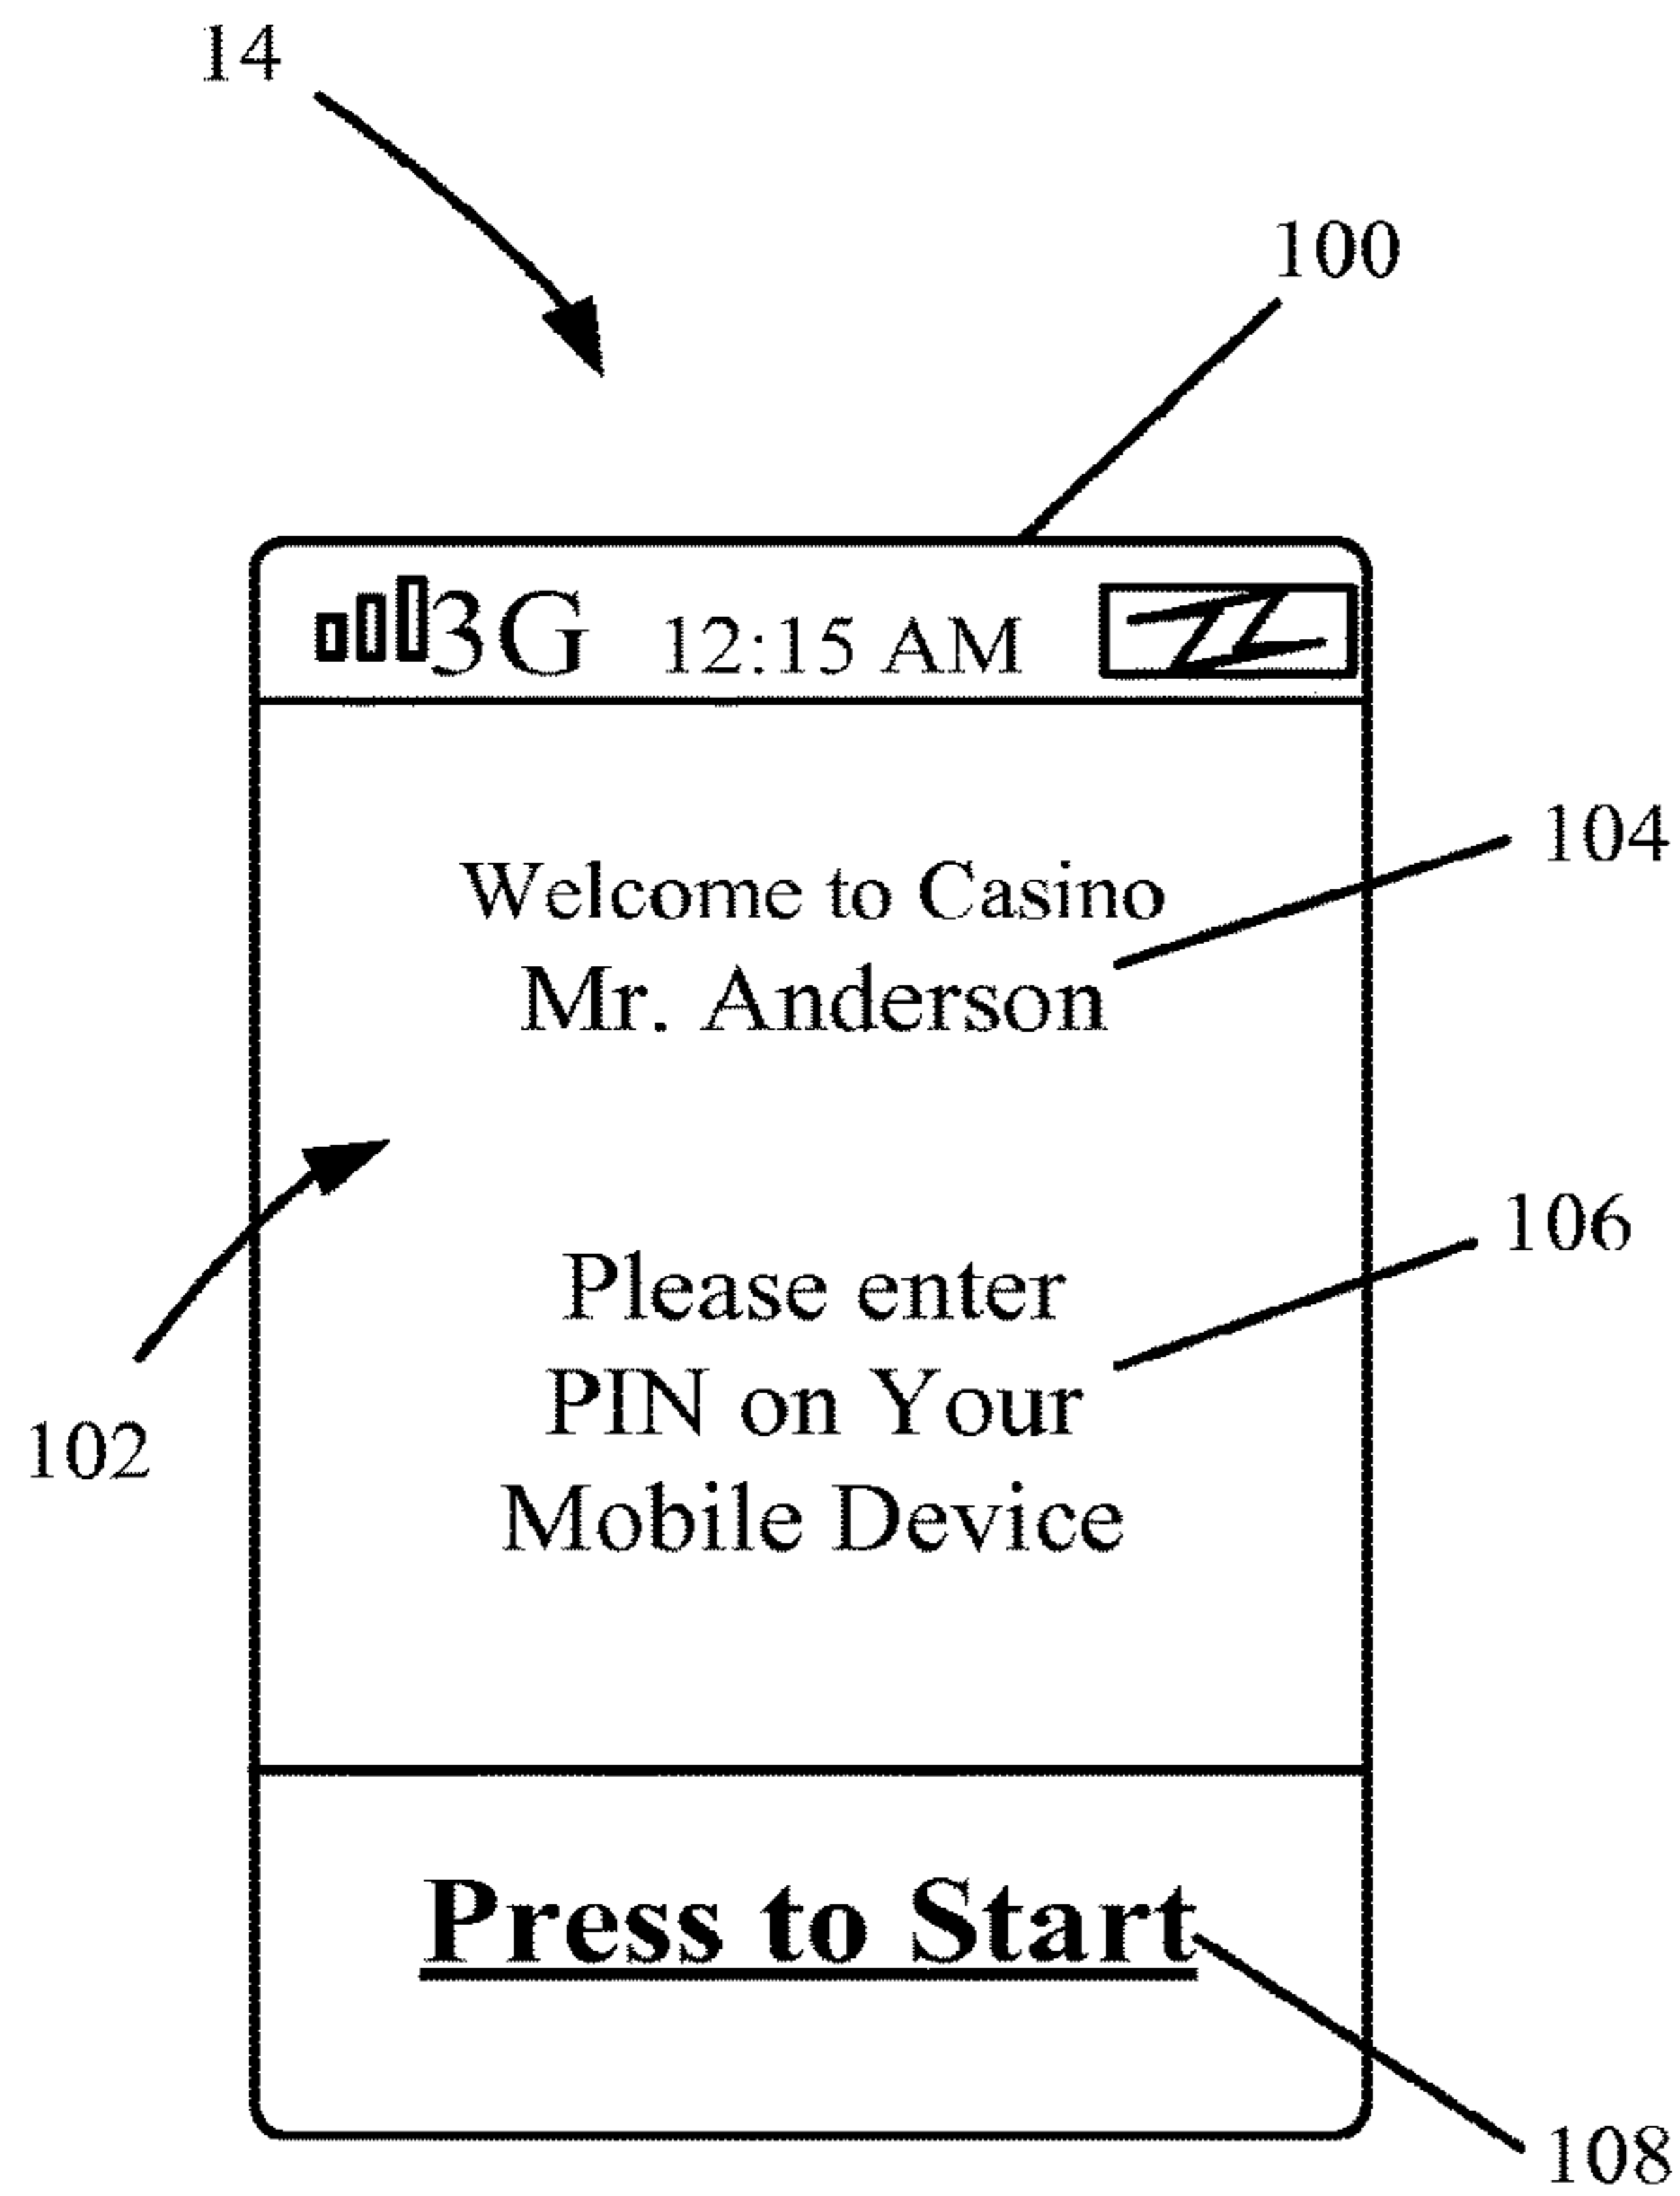 14
100
3G 12:15 AM
Welcome to Casino
104
Mr. Anderson
106
Please enter
PIN on Your
102
Mobile Device
Press to Start
108